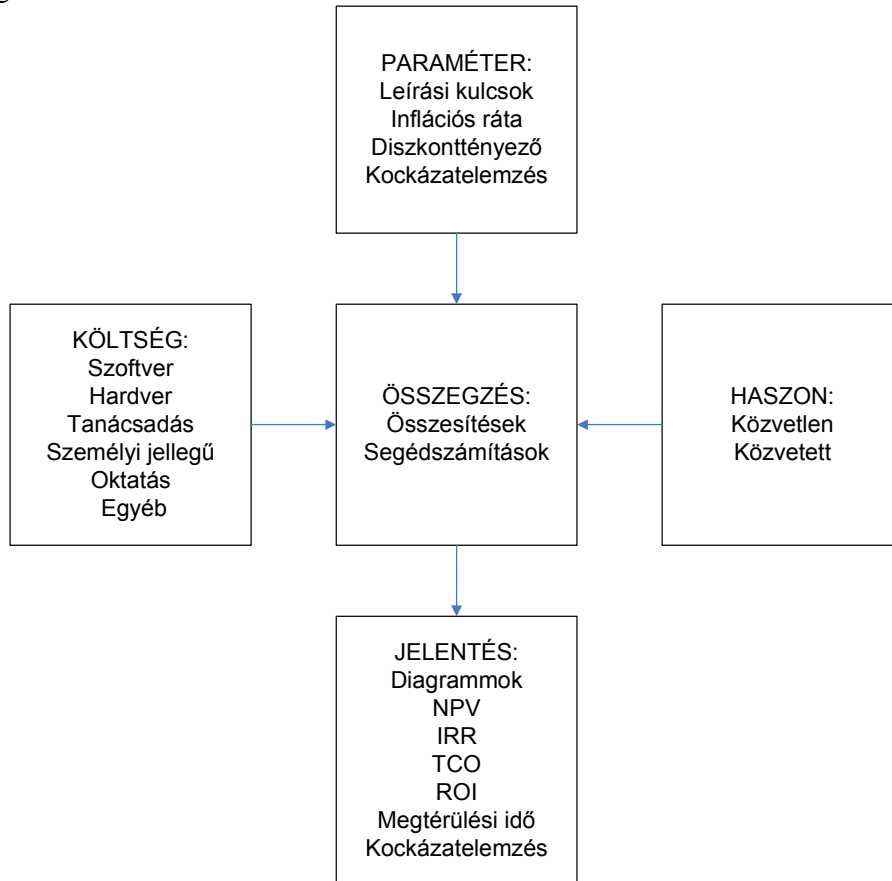 PARAMÉTER:
Leírási kulcsok
Inflációs ráta
Diszkonttényező
Kockázatelemzés
KÖLTSÉG:
Szoftver
Hardver
Tanácsadás
Személyi jellegű
Oktatás
Egyéb
ÖSSZEGZÉS:
Összesítések
Segédszámítások
HASZON:
Közvetlen
Közvetett
JELENTÉS:
Diagrammok
NPV
IRR
TCO
ROI
Megtérülési idő
Kockázatelemzés